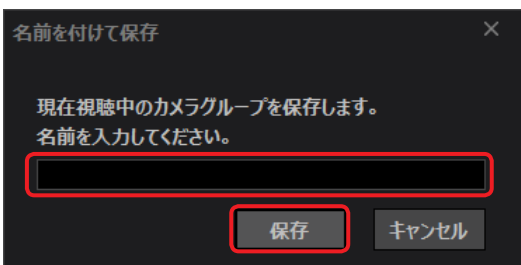 名前を付けて保存
現在視聴中のカメラグループを保存します。
名前を入力してください。
保存
キャンセル